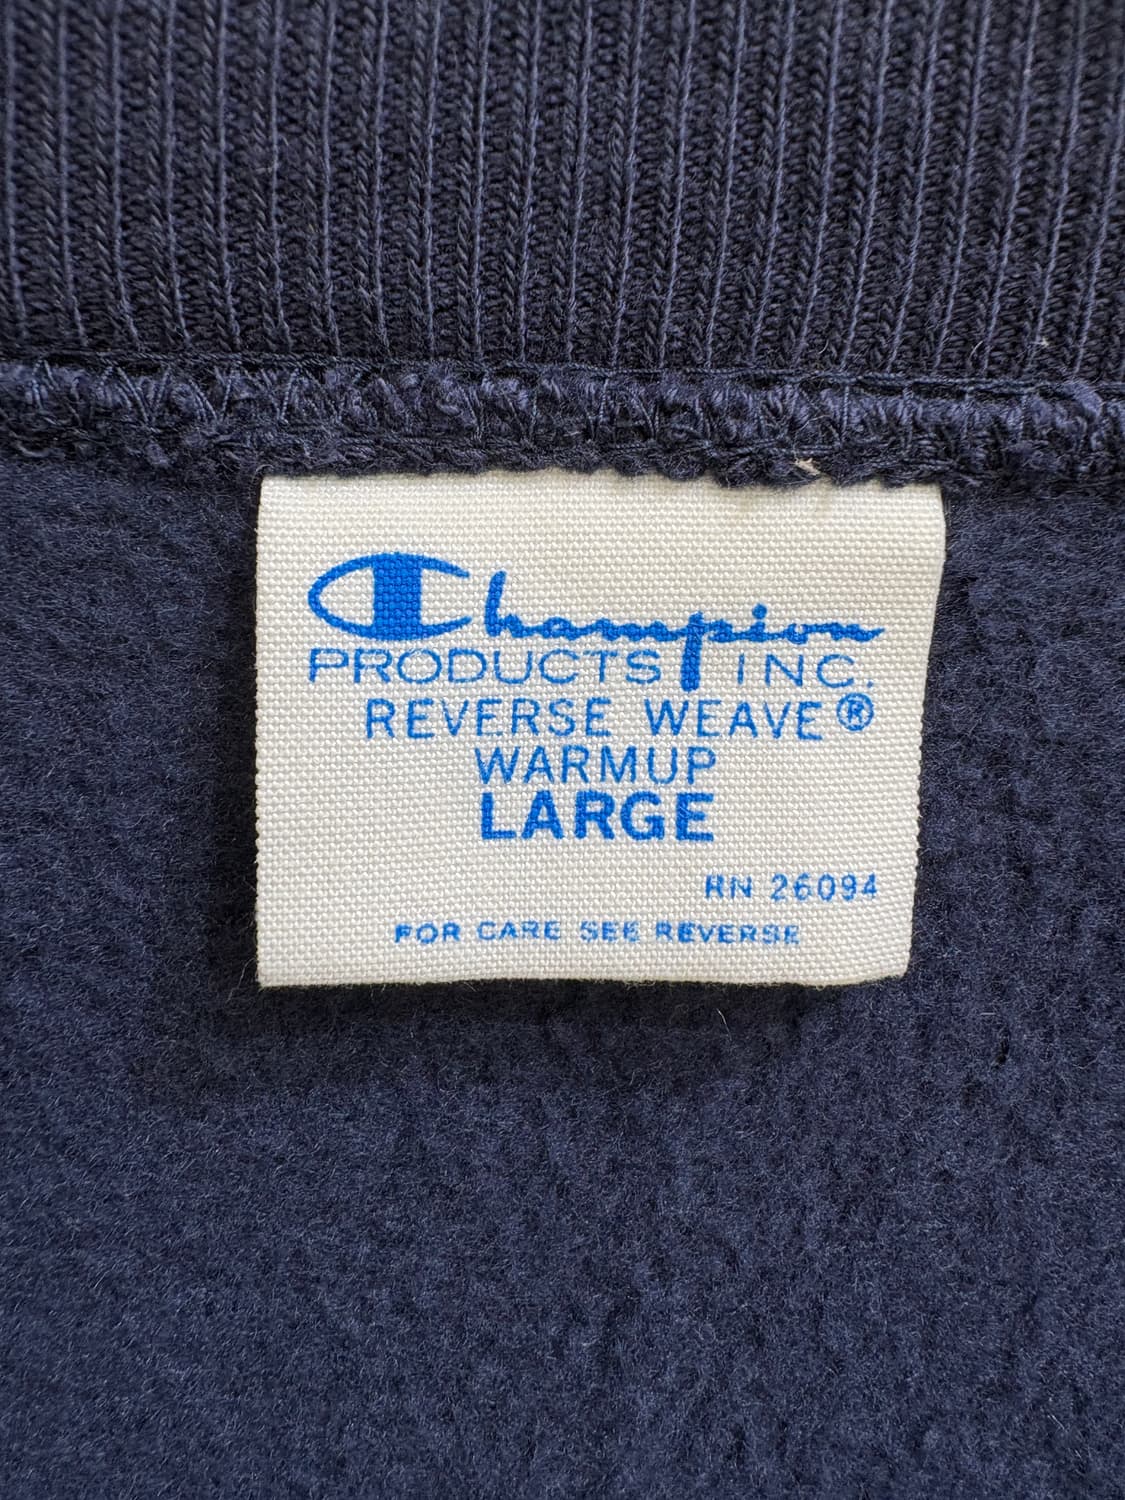 Champion
PRODUCTS INC.
REVERSE WEAVE®
WARMUP
LARGE
RN 26094
FOR CARE SEE REVERSE